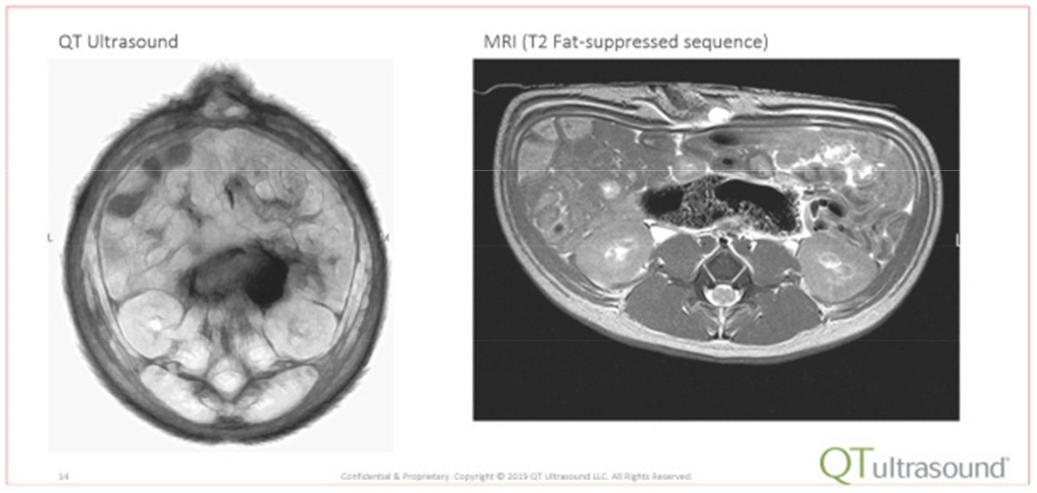 QT Ultrasound
MRI (T2 Fat-suppressed sequence)
L
L
14
Confidential & Proprietary. Copyright © 2019 QT Ultrasound LLC. All Rights Reserved.
QTultrasound®